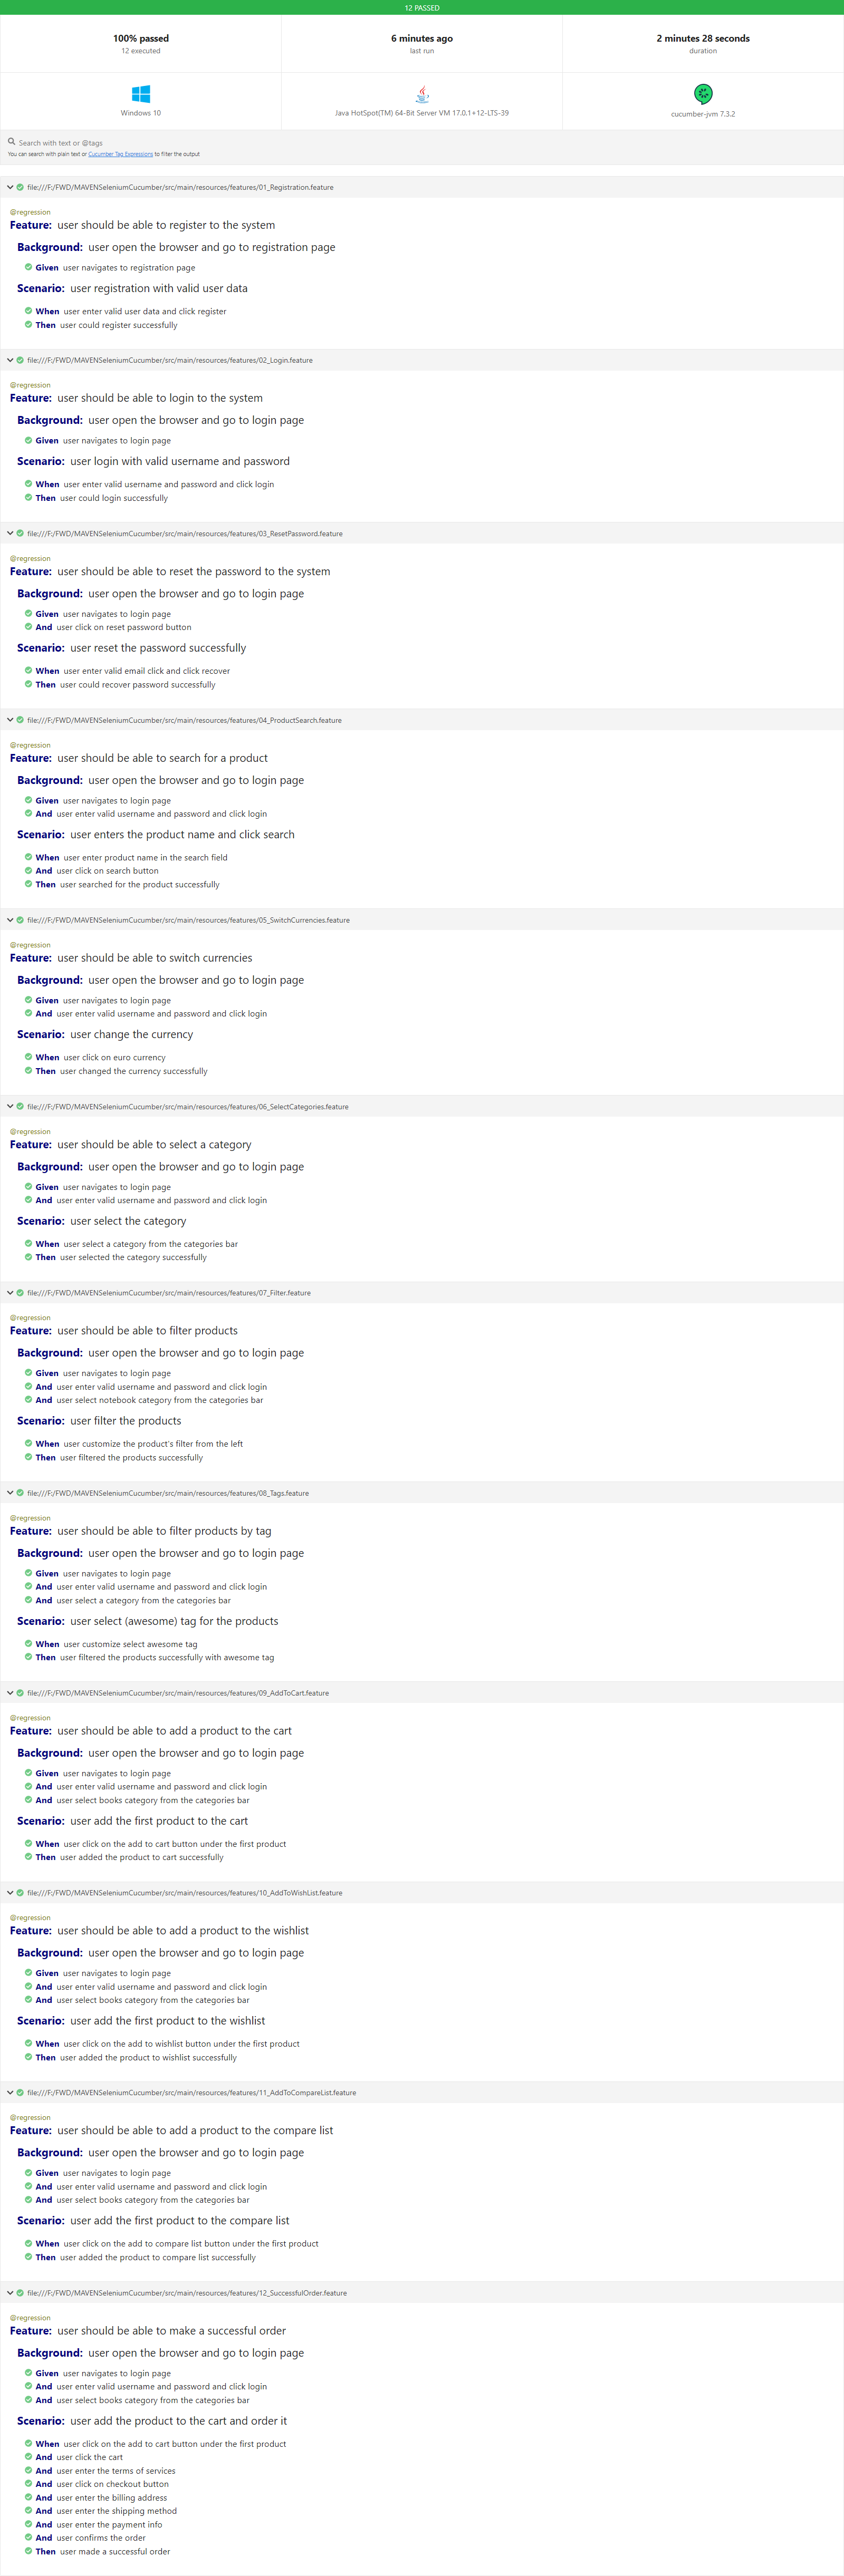 12 PASSED
100% passed
12 executed
6 minutes ago
last run
2 minutes 28 seconds
duration
Windows 10
Java HotSpot(TM) 64-Bit Server VM 17.0.1+12-LTS-39
cucumber-jvm 7.3.2
Search with text or @tags
You can search with plain text or Cucumber Tag Expressions to filter the output
file:///F:/FWD/MAVENSeleniumCucumber/src/main/resources/features/01_Registration.feature
@regression
Feature: user should be able to register to the system
Background: user open the browser and go to registration page
Given user navigates to registration page
Scenario: user registration with valid user data
When user enter valid user data and click register
Then user could register successfully
file:///F:/FWD/MAVENSeleniumCucumber/src/main/resources/features/02_Login.feature
@regression
Feature: user should be able to login to the system
Background: user open the browser and go to login page
Given user navigates to login page
Scenario: user login with valid username and password
When user enter valid username and password and click login
Then user could login successfully
file:///F:/FWD/MAVENSeleniumCucumber/src/main/resources/features/03_ResetPassword.feature
@regression
Feature: user should be able to reset the password to the system
Background: user open the browser and go to login page
Given user navigates to login page
And user click on reset password button
Scenario: user reset the password successfully
When user enter valid email click and click recover
Then user could recover password successfully
file:///F:/FWD/MAVENSeleniumCucumber/src/main/resources/features/04_ProductSearch.feature
@regression
Feature: user should be able to search for a product
Background: user open the browser and go to login page
Given user navigates to login page
And user enter valid username and password and click login
Scenario: user enters the product name and click search
When user enter product name in the search field
And user click on search button
Then user searched for the product successfully
file:///F:/FWD/MAVENSeleniumCucumber/src/main/resources/features/05_SwitchCurrencies.feature
@regression
Feature: user should be able to switch currencies
Background: user open the browser and go to login page
Given user navigates to login page
And user enter valid username and password and click login
Scenario: user change the currency
When user click on euro currency
Then user changed the currency successfully
file:///F:/FWD/MAVENSeleniumCucumber/src/main/resources/features/06_SelectCategories.feature
@regression
Feature: user should be able to select a category
Background: user open the browser and go to login page
Given user navigates to login page
And user enter valid username and password and click login
Scenario: user select the category
When user select a category from the categories bar
Then user selected the category successfully
file:///F:/FWD/MAVENSeleniumCucumber/src/main/resources/features/07_Filter.feature
@regression
Feature: user should be able to filter products
Background: user open the browser and go to login page
Given user navigates to login page
And user enter valid username and password and click login
And user select notebook category from the categories bar
Scenario: user filter the products
When user customize the product's filter from the left
Then user filtered the products successfully
file:///F:/FWD/MAVENSeleniumCucumber/src/main/resources/features/08_Tags.feature
@regression
Feature: user should be able to filter products by tag
Background: user open the browser and go to login page
Given user navigates to login page
And user enter valid username and password and click login
And user select a category from the categories bar
Scenario: user select (awesome) tag for the products
When user customize select awesome tag
Then user filtered the products successfully with awesome tag
file:///F:/FWD/MAVENSeleniumCucumber/src/main/resources/features/09_AddToCart.feature
@regression
Feature: user should be able to add a product to the cart
Background: user open the browser and go to login page
Given user navigates to login page
And user enter valid username and password and click login
And user select books category from the categories bar
Scenario: user add the first product to the cart
When user click on the add to cart button under the first product
Then user added the product to cart successfully
file:///F:/FWD/MAVENSeleniumCucumber/src/main/resources/features/10_AddToWishList.feature
@regression
Feature: user should be able to add a product to the wishlist
Background: user open the browser and go to login page
Given user navigates to login page
And user enter valid username and password and click login
And user select books category from the categories bar
Scenario: user add the first product to the wishlist
When user click on the add to wishlist button under the first product
Then user added the product to wishlist successfully
file:///F:/FWD/MAVENSeleniumCucumber/src/main/resources/features/11_AddToCompareList.feature
@regression
Feature: user should be able to add a product to the compare list
Background: user open the browser and go to login page
Given user navigates to login page
And user enter valid username and password and click login
And user select books category from the categories bar
Scenario: user add the first product to the compare list
When user click on the add to compare list button under the first product
Then user added the product to compare list successfully
file:///F:/FWD/MAVENSeleniumCucumber/src/main/resources/features/12_SuccessfulOrder.feature
@regression
Feature: user should be able to make a successful order
Background: user open the browser and go to login page
Given user navigates to login page
And user enter valid username and password and click login
And user select books category from the categories bar
Scenario: user add the product to the cart and order it
When user click on the add to cart button under the first product
And user click the cart
And user enter the terms of services
And user click on checkout button
And user enter the billing address
And user enter the shipping method
And user enter the payment info
And user confirms the order
Then user made a successful order